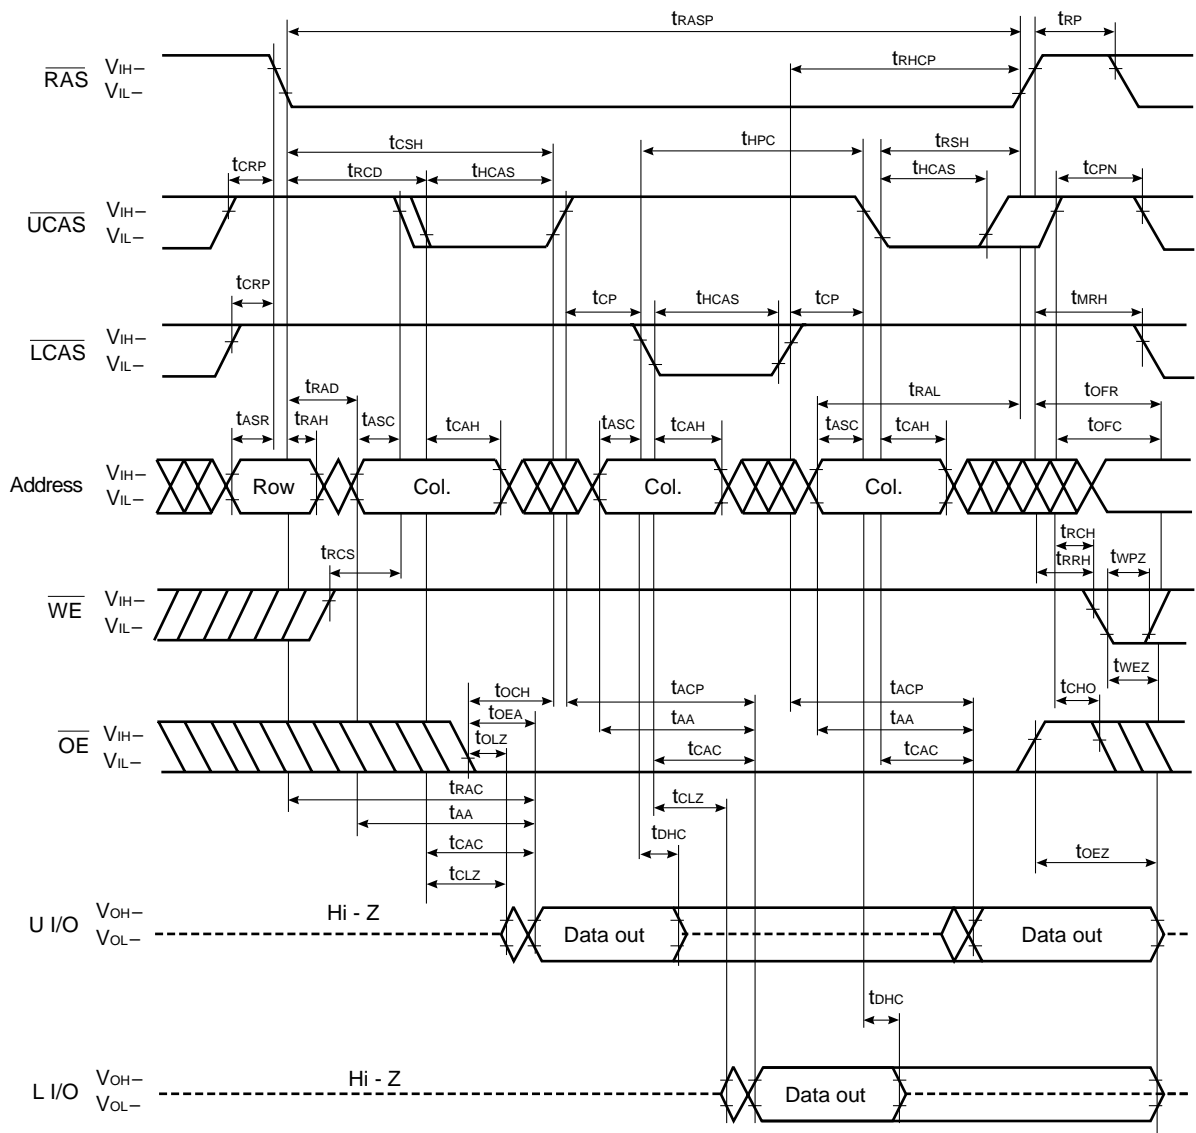 tRASP
tRP
RAS
VIH–
VIL–
tRHCP
tCSH
tHPC
tRSH
tCRP
tRCD
tHCAS
tHCAS
tCPN
UCAS
VIH–
VIL–
tCRP
tCP
tHCAS
tCP
tMRH
LCAS
VIH–
VIL–
tRAD
tRAL
tOFR
tASR
tRAH
tASC
tCAH
tASC
tCAH
tASC
tCAH
tOFC
Address
VIH–
VIL–
Row
Col.
Col.
Col.
tRCS
tRCH
tRRH
tWPZ
WE
VIH–
VIL–
tWEZ
tOCH
tACP
tACP
tCHO
tOEA
tAA
tAA
OE
VIH–
VIL–
tOLZ
tCAC
tCAC
tRAC
tCLZ
tAA
tCAC
tDHC
tOEZ
tCLZ
U I/O
VOH–
VOL–
Hi - Z
Data out
Data out
tDHC
L I/O
VOH–
VOL–
Hi - Z
Data out